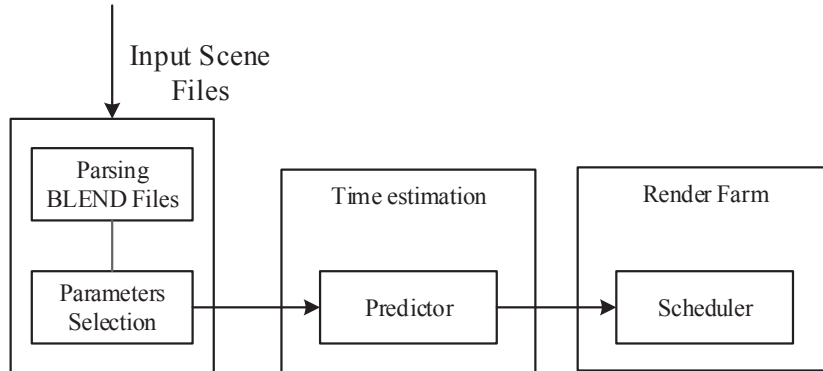 Input Scene
Files
Parsing
BLEND Files
Parameters
Selection
Time estimation
Predictor
Render Farm
Scheduler